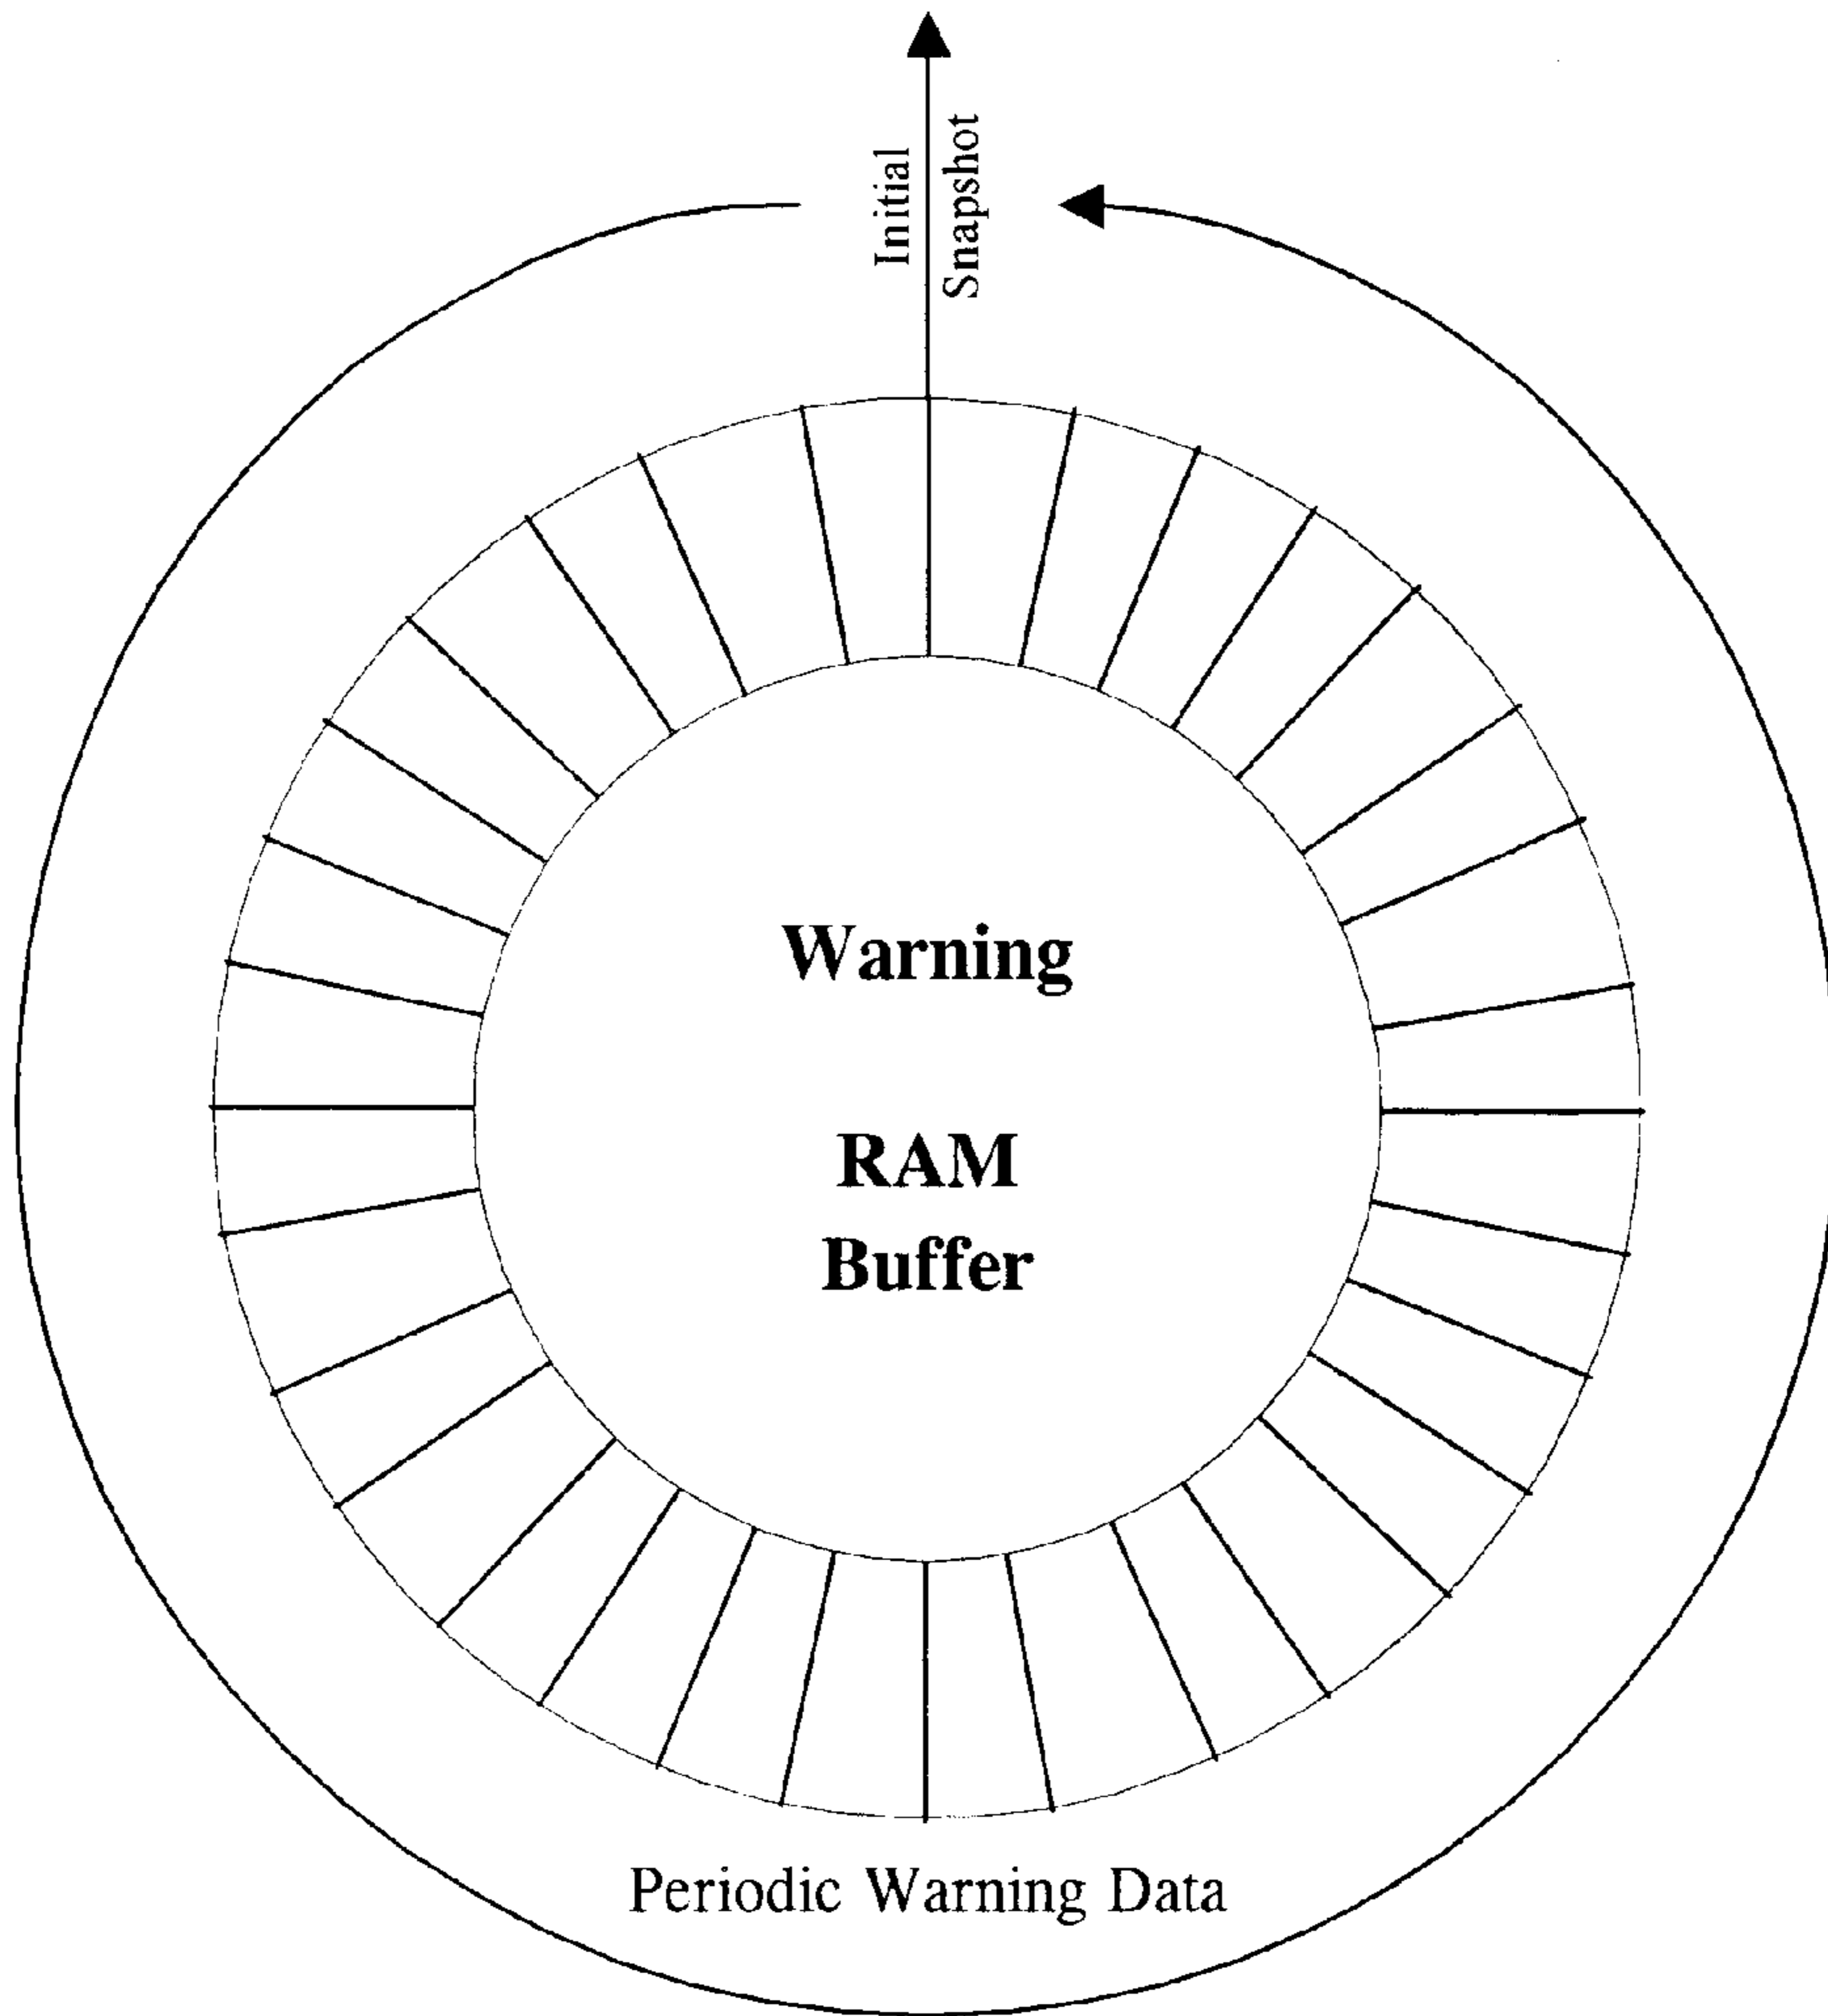 Initial
Snapshot
Warning
RAM
Buffer
Periodic Warning Data